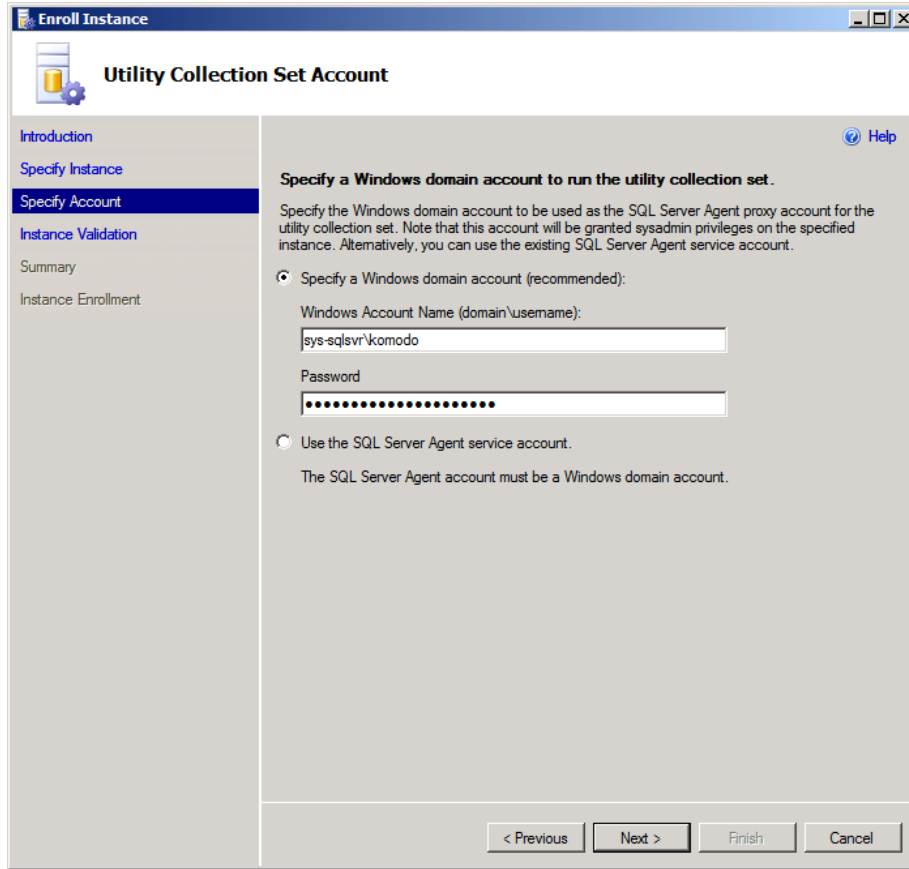 Enroll Instance
Utility Collection Set Account
Introduction
Specify Instance
Specify Account
Instance Validation
Summary
Instance Enrollment
Help
Specify a Windows domain account to run the utility collection set.
Specify the Windows domain account to be used as the SQL Server Agent proxy account for the
utility collection set. Note that this account will be granted sysadmin privileges on the specified
instance. Alternatively, you can use the existing SQL Server Agent service account.
Specify a Windows domain account (recommended):
Windows Account Name (domain\username):
sys-sqlsvr\komodo
Password
●●●●●●●●●●●●●●●●●●●●●
Use the SQL Server Agent service account.
The SQL Server Agent account must be a Windows domain account.
< Previous
Next >
Finish
Cancel